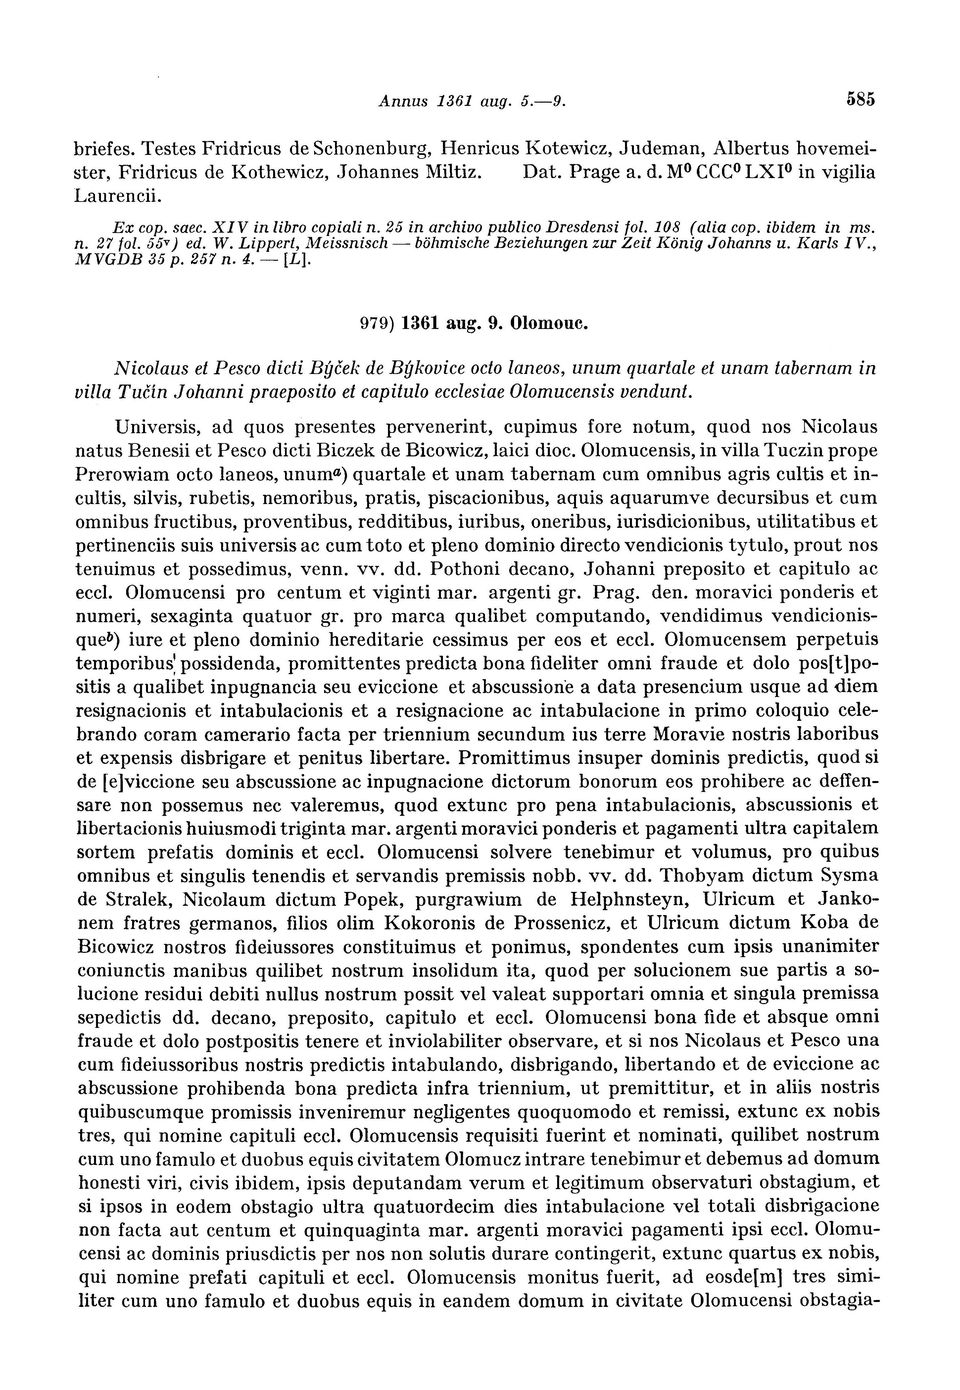 Annus 1361 aug. 5.—9. 585
briefes. Testes Fridricus de Schonenburg, Henricus Kotewicz, Judeman, Albertus hovemei-
ster, Fridricus de Kothewicz, Johannes Miltiz. Dat. Prage a. d. M⁰ CCC⁰ LXI⁰ in vigilia
Laurencii.
Ex cop. saec. XIV in libro copiali n. 25 in archivo publico Dresdensi fol. 108 (alia cop. ibidem in ms.
n. 27 fol. 55ᵛ) ed. W. Lippert, Meissnisch — böhmische Beziehungen zur Zeit König Johanns u. Karls IV.,
MVGDB 35 p. 257 n. 4. — [L].
979) 1361 aug. 9. Olomouc.
Nicolaus et Pesco dicti Býček de Býkovice octo laneos, unum quartale et unam tabernam in
villa Tučín Johanni praeposito et capitulo ecclesiae Olomucensis vendunt.
Universis, ad quos presentes pervenerint, cupimus fore notum, quod nos Nicolaus
natus Benesii et Pesco dicti Biczek de Bicowicz, laici dioc. Olomucensis, in villa Tuczin prope
Prerowiam octo laneos, unumᵃ) quartale et unam tabernam cum omnibus agris cultis et in-
cultis, silvis, rubetis, nemoribus, pratis, piscacionibus, aquis aquarumve decursibus et cum
omnibus fructibus, proventibus, redditibus, iuribus, oneribus, iurisdicionibus, utilitatibus et
pertinenciis suis universis ac cum toto et pleno dominio directo vendicionis tytulo, prout nos
tenuimus et possedimus, venn. vv. dd. Pothoni decano, Johanni preposito et capitulo ac
eccl. Olomucensi pro centum et viginti mar. argenti gr. Prag. den. moravici ponderis et
numeri, sexaginta quatuor gr. pro marca qualibet computando, vendidimus vendicionis-
queᵇ) iure et pleno dominio hereditarie cessimus per eos et eccl. Olomucensem perpetuis
temporibus possidenda, promittentes predicta bona fideliter omni fraude et dolo pos[t]po-
sitis a qualibet inpugnancia seu eviccione et abscussione a data presencium usque ad diem
resignacionis et intabulacionis et a resignacione ac intabulacione in primo coloquio cele-
brando coram camerario facta per triennium secundum ius terre Moravie nostris laboribus
et expensis disbrigare et penitus libertare. Promittimus insuper dominis predictis, quod si
de [e]viccione seu abscussione ac inpugnacione dictorum bonorum eos prohibere ac deffen-
sare non possemus nec valeremus, quod extunc pro pena intabulacionis, abscussionis et
libertacionis huiusmodi triginta mar. argenti moravici ponderis et pagamenti ultra capitalem
sortem prefatis dominis et eccl. Olomucensi solvere tenebimur et volumus, pro quibus
omnibus et singulis tenendis et servandis premissis nobb. vv. dd. Thobyam dictum Sysma
de Stralek, Nicolaum dictum Popek, purgrawium de Helphnsteyn, Ulricum et Janko-
nem fratres germanos, filios olim Kokoronis de Prossenicz, et Ulricum dictum Koba de
Bicowicz nostros fideiussores constituimus et ponimus, spondentes cum ipsis unanimiter
coniunctis manibus quilibet nostrum insolidum ita, quod per solucionem sue partis a so-
lucione residui debiti nullus nostrum possit vel valeat supportari omnia et singula premissa
sepedictis dd. decano, preposito, capitulo et eccl. Olomucensi bona fide et absque omni
fraude et dolo postpositis tenere et inviolabiliter observare, et si nos Nicolaus et Pesco una
cum fideiussoribus nostris predictis intabulando, disbrigando, libertando et de eviccione ac
abscussione prohibenda bona predicta infra triennium, ut premittitur, et in aliis nostris
quibuscumque promissis inveniremur negligentes quoquomodo et remissi, extunc ex nobis
tres, qui nomine capituli eccl. Olomucensis requisiti fuerint et nominati, quilibet nostrum
cum uno famulo et duobus equis civitatem Olomucz intrare tenebimur et debemus ad domum
honesti viri, civis ibidem, ipsis deputandam verum et legitimum observaturi obstagium, et
si ipsos in eodem obstagio ultra quatuordecim dies intabulacione vel totali disbrigacione
non facta aut centum et quinquaginta mar. argenti moravici pagamenti ipsi eccl. Olomu-
censi ac dominis priusdictis per nos non solutis durare contingerit, extunc quartus ex nobis,
qui nomine prefati capituli et eccl. Olomucensis monitus fuerit, ad eosde[m] tres simi-
liter cum uno famulo et duobus equis in eandem domum in civitate Olomucensi obstagia-